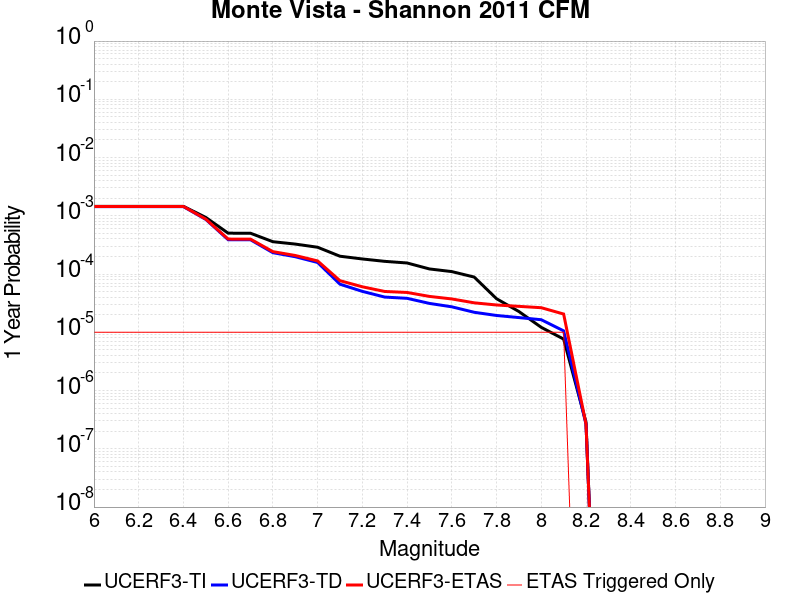 Monte Vista - Shannon 2011 CFM
10^0
10^-1
10^-2
10^-3
10^-4
10^-5
10^-6
10^-7
10^-8
1 Year Probability
6 6.2 6.4 6.6 6.8 7 7.2 7.4 7.6 7.8 8 8.2 8.4 8.6 8.8 9
Magnitude
UCERF3-TI UCERF3-TD UCERF3-ETAS ETAS Triggered Only